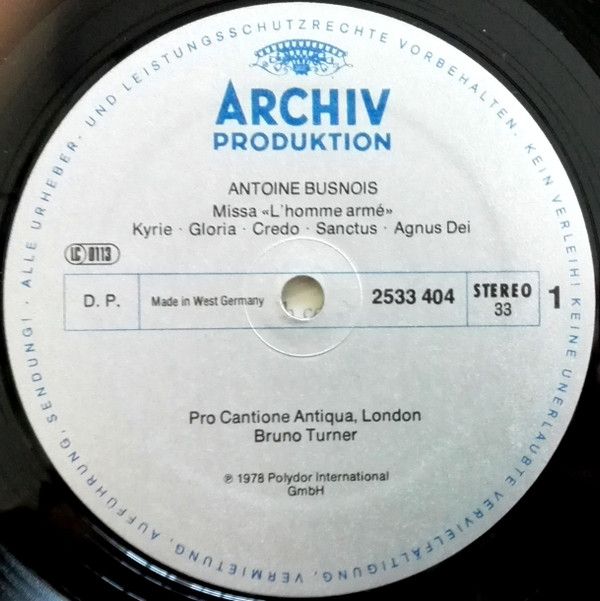 ALLE URHEBER- UND LEISTUNGSSCHUTZRECHTE VORBEHALTEN. KEIN VERLEIH! KEINE UNERLAUBTE VERVIELFÄLTIGUNG, VERMIETUNG, AUFFÜHRUNG, SENDUNG!
ARCHIV
PRODUKTION
ANTOINE BUSNOIS
Missa «L'homme armé»
Kyrie · Gloria · Credo · Sanctus · Agnus Dei
LC 0113
D. P. Made in West Germany 2533 404 STEREO 33 1
Pro Cantione Antiqua, London
Bruno Turner
℗ 1978 Polydor International
GmbH